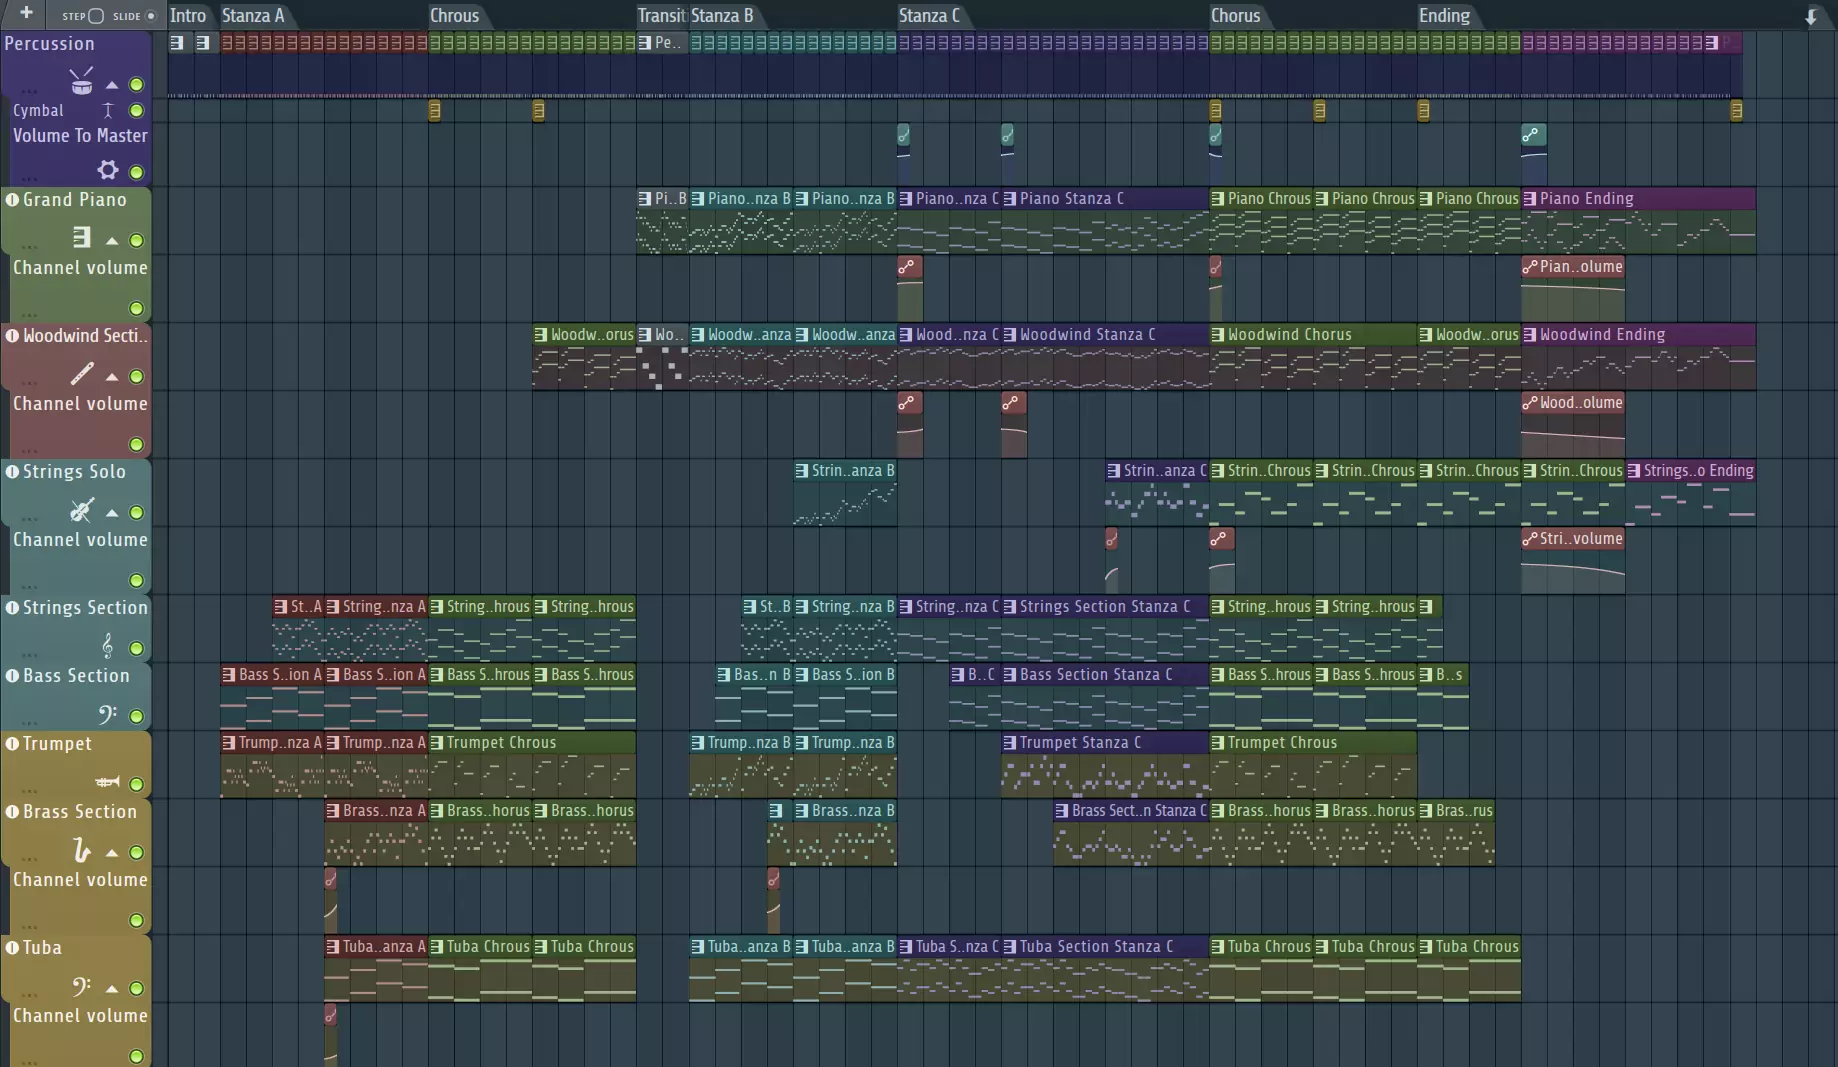 STEP SLIDE Intro Stanza A Chrous Transit Stanza B Stanza C Chorus Ending
Percussion Pe.. P
Cymbal
Volume To Master
Grand Piano Pi..B Piano..nza B Piano..nza B Piano..nza C Piano Stanza C Piano Chrous Piano Chrous Piano Chrous Piano Ending
Channel volume Pian..olume
Woodwind Secti.. Woodw..orus Wo.. Woodw..anza Woodw..anza Wood..nza C Woodwind Stanza C Woodwind Chorus Woodw..orus Woodwind Ending
Channel volume Wood..olume
Strings Solo Strin..anza B Strin..anza C Strin..Chrous Strin..Chrous Strin..Chrous Strin..Chrous Strings..o Ending
Channel volume Stri..volume
Strings Section St..A String..nza A String..hrous String..hrous St..B String..nza B String..nza C Strings Section Stanza C String..hrous String..hrous
Bass Section Bass S..ion A Bass S..ion A Bass S..hrous Bass S..hrous Bas..n B Bass S..ion B B..C Bass Section Stanza C Bass S..hrous Bass S..hrous B..s
Trumpet Trump..nza A Trump..nza A Trumpet Chrous Trump..nza B Trump..nza B Trumpet Stanza C Trumpet Chrous
Brass Section Brass..nza A Brass..horus Brass..horus Brass..nza B Brass Sect..n Stanza C Brass..horus Brass..horus Bras..rus
Channel volume
Tuba Tuba..anza A Tuba Chrous Tuba Chrous Tuba..anza B Tuba..anza B Tuba S..nza C Tuba Section Stanza C Tuba Chrous Tuba Chrous Tuba Chrous
Channel volume